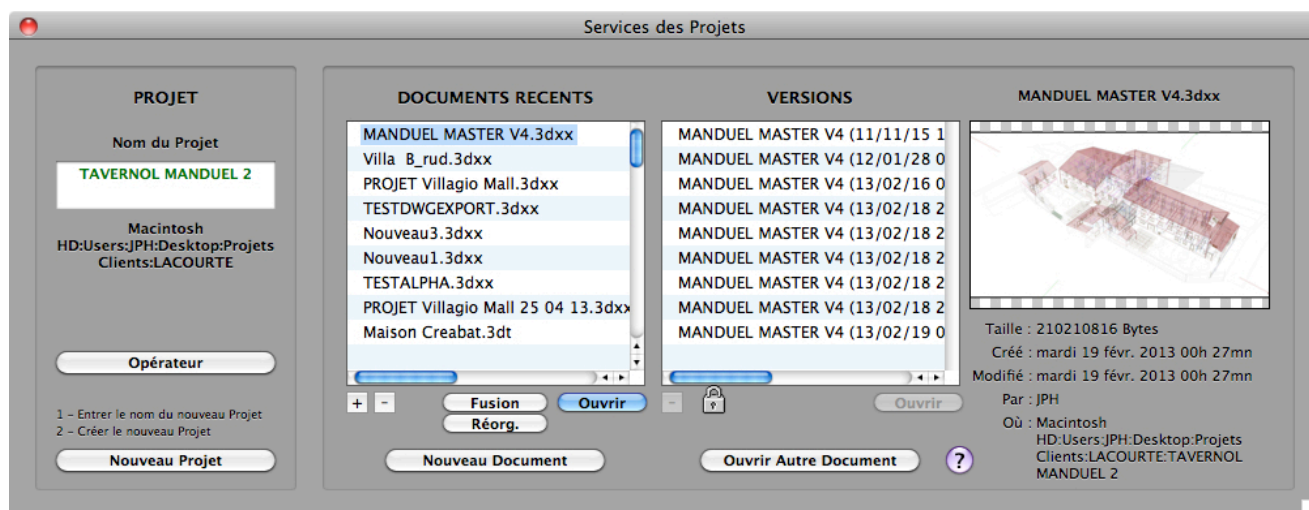 Services des Projets
PROJET
Nom du Projet
TAVERNOL MANDUEL 2
Macintosh
HD:Users:JPH:Desktop:Projets
Clients:LACOURTE
Opérateur
1 – Entrer le nom du nouveau Projet
2 – Créer le nouveau Projet
Nouveau Projet
DOCUMENTS RECENTS
MANDUEL MASTER V4.3dxx
Villa B_rud.3dxx
PROJET Villagio Mall.3dxx
TESTDWGEXPORT.3dxx
Nouveau3.3dxx
Nouveau1.3dxx
TESTALPHA.3dxx
PROJET Villagio Mall 25 04 13.3dxx
Maison Creabat.3dt
+ -
Fusion
Ouvrir
Réorg.
Nouveau Document
VERSIONS
MANDUEL MASTER V4 (11/11/15 1
MANDUEL MASTER V4 (12/01/28 0
MANDUEL MASTER V4 (13/02/16 0
MANDUEL MASTER V4 (13/02/18 2
MANDUEL MASTER V4 (13/02/18 2
MANDUEL MASTER V4 (13/02/18 2
MANDUEL MASTER V4 (13/02/18 2
MANDUEL MASTER V4 (13/02/18 2
MANDUEL MASTER V4 (13/02/19 0
-
Ouvrir
Ouvrir Autre Document
?
MANDUEL MASTER V4.3dxx
Taille : 210210816 Bytes
Créé : mardi 19 févr. 2013 00h 27mn
Modifié : mardi 19 févr. 2013 00h 27mn
Par : JPH
Où : Macintosh
HD:Users:JPH:Desktop:Projets
Clients:LACOURTE:TAVERNOL
MANDUEL 2